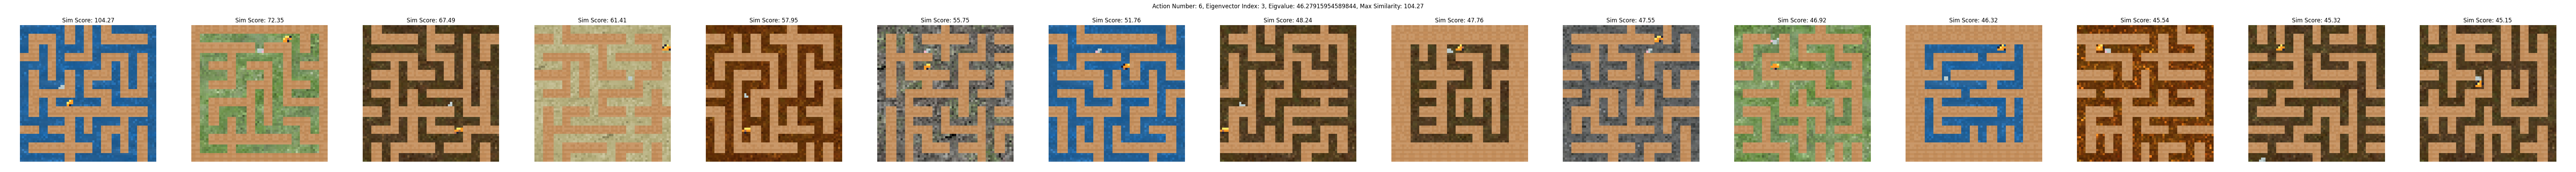 Action Number: 6, Eigenvector Index: 3, Eigvalue: 46.27915954589844, Max Similarity: 104.27
Sim Score: 104.27
Sim Score: 72.35
Sim Score: 67.49
Sim Score: 61.41
Sim Score: 57.95
Sim Score: 55.75
Sim Score: 51.76
Sim Score: 48.24
Sim Score: 47.76
Sim Score: 47.55
Sim Score: 46.92
Sim Score: 46.32
Sim Score: 45.54
Sim Score: 45.32
Sim Score: 45.15